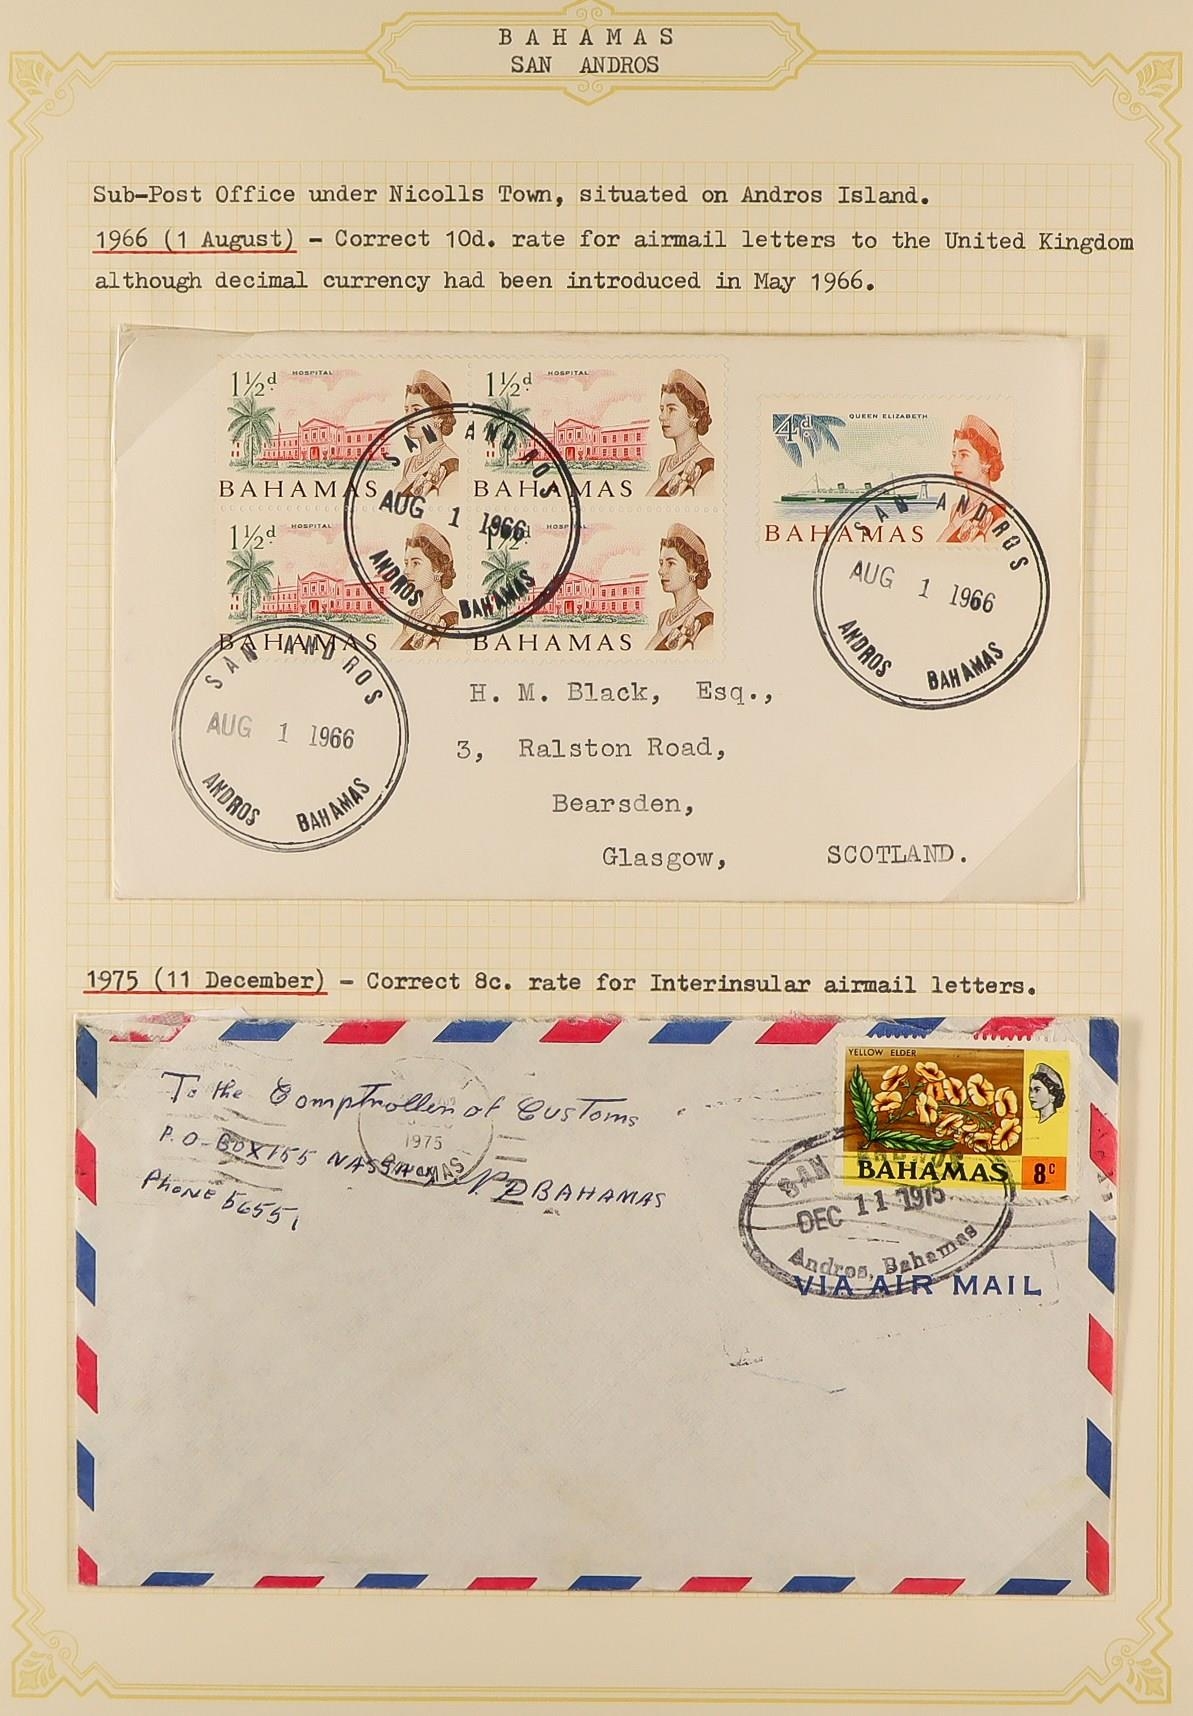 BAHAMAS
SAN ANDROS
Sub-Post Office under Nicolls Town, situated on Andros Island.
1966 (1 August) - Correct 10d. rate for airmail letters to the United Kingdom
although decimal currency had been introduced in May 1966.
1½d HOSPITAL
BAHAMAS
1½d HOSPITAL
BAHAMAS
4d QUEEN ELIZABETH
BAHAMAS
1½d HOSPITAL
BAHAMAS
1½d HOSPITAL
BAHAMAS
SAN ANDROS
AUG 1 1966
ANDROS BAHAMAS
SAN ANDROS
AUG 1 1966
ANDROS BAHAMAS
SAN ANDROS
AUG 1 1966
ANDROS BAHAMAS
H. M. Black, Esq.,
3, Ralston Road,
Bearsden,
Glasgow, SCOTLAND.
1975 (11 December) - Correct 8c. rate for Interinsular airmail letters.
To the Comptroller of Customs
P.O-BOX 155 NASSAU N.P BAHAMAS
Phone 56551
1975
BAHAMAS
YELLOW ELDER
BAHAMAS 8c
SAN ANDROS
DEC 11 1975
Andros, Bahamas
VIA AIR MAIL